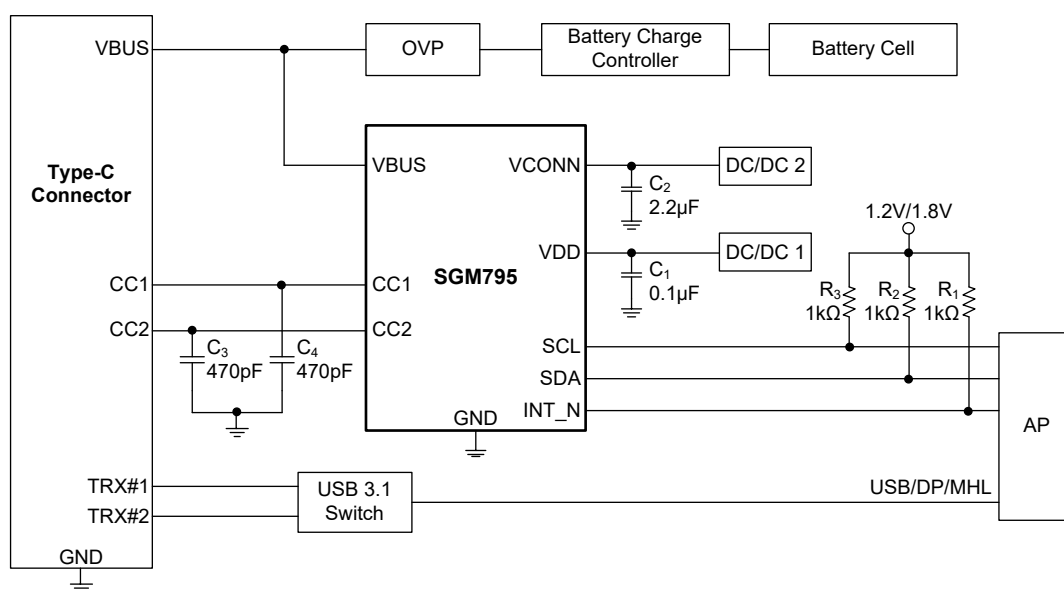 VBUS
OVP
Battery Charge
Controller
Battery Cell
Type-C
Connector
VBUS
VCONN
DC/DC 2
C2
2.2µF
1.2V/1.8V
VDD
DC/DC 1
SGM795
C1
0.1µF
CC1
CC1
R3
1kΩ
R2
1kΩ
R1
1kΩ
CC2
CC2
C3
470pF
C4
470pF
SCL
SDA
INT_N
GND
AP
TRX#1
TRX#2
USB 3.1
Switch
USB/DP/MHL
GND